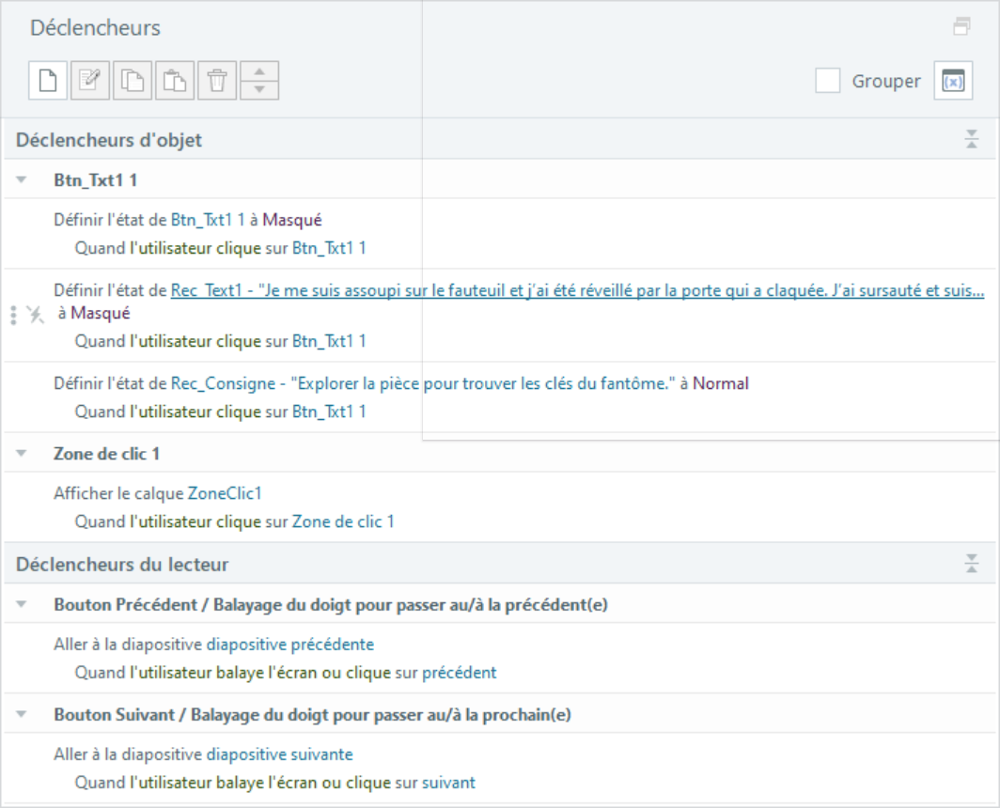 Déclencheurs
Grouper
(x)
Déclencheurs d'objet
Btn_Txt1 1
Définir l'état de Btn_Txt1 1 à Masqué
Quand l'utilisateur clique sur Btn_Txt1 1
Définir l'état de Rec_Text1 - "Je me suis assoupi sur le fauteuil et j'ai été réveillé par la porte qui a claquée. J'ai sursauté et suis...
à Masqué
Quand l'utilisateur clique sur Btn_Txt1 1
Définir l'état de Rec_Consigne - "Explorer la pièce pour trouver les clés du fantôme." à Normal
Quand l'utilisateur clique sur Btn_Txt1 1
Zone de clic 1
Afficher le calque ZoneClic1
Quand l'utilisateur clique sur Zone de clic 1
Déclencheurs du lecteur
Bouton Précédent / Balayage du doigt pour passer au/à la précédent(e)
Aller à la diapositive diapositive précédente
Quand l'utilisateur balaye l'écran ou clique sur précédent
Bouton Suivant / Balayage du doigt pour passer au/à la prochain(e)
Aller à la diapositive diapositive suivante
Quand l'utilisateur balaye l'écran ou clique sur suivant